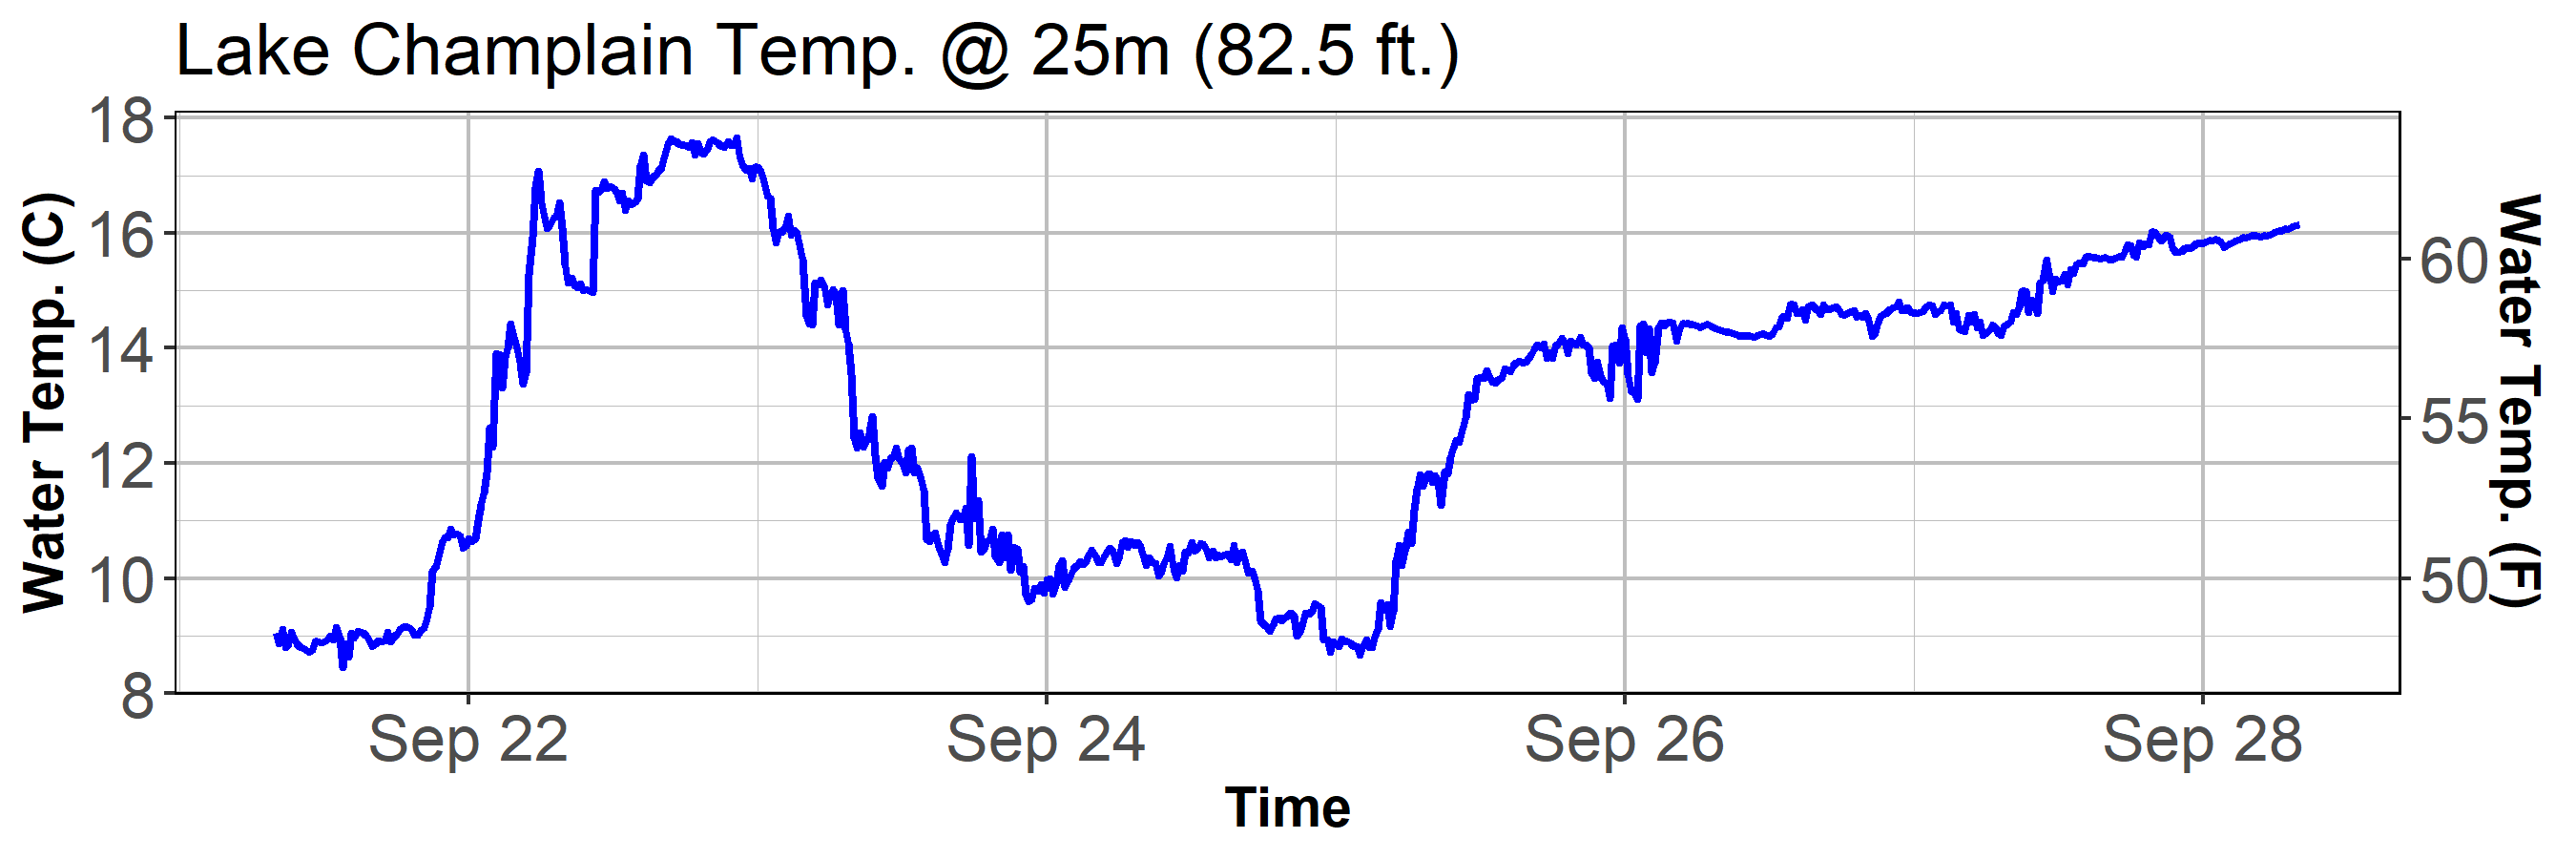 Lake Champlain Temp. @ 25m (82.5 ft.)
Water Temp. (C)
18
16
14
12
10
8
60
55
50
Water Temp. (F)
Sep 22
Sep 24
Sep 26
Sep 28
Time